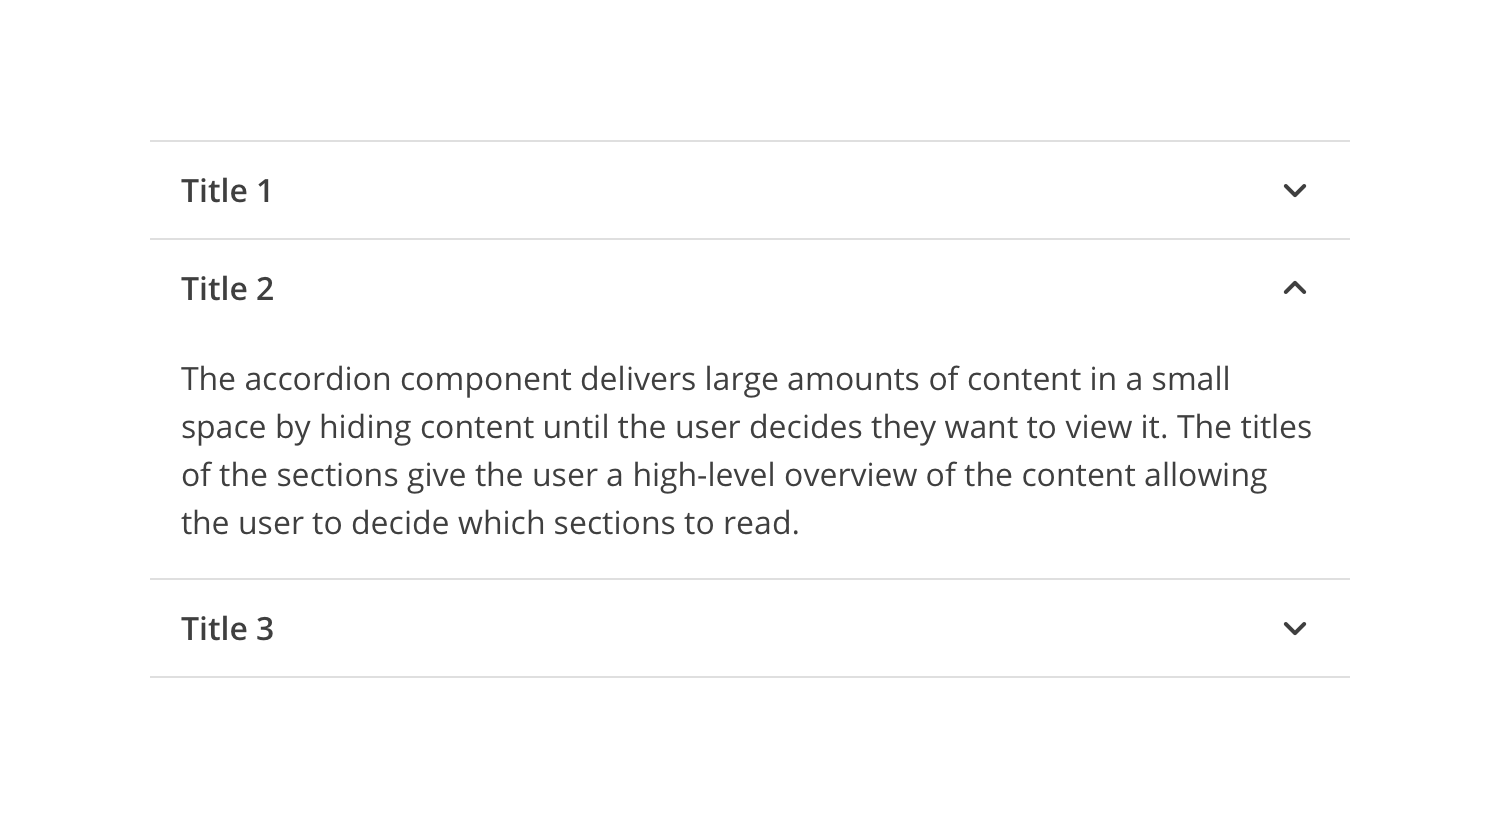 Title 1
Title 2
The accordion component delivers large amounts of content in a small
space by hiding content until the user decides they want to view it. The titles
of the sections give the user a high-level overview of the content allowing
the user to decide which sections to read.
Title 3